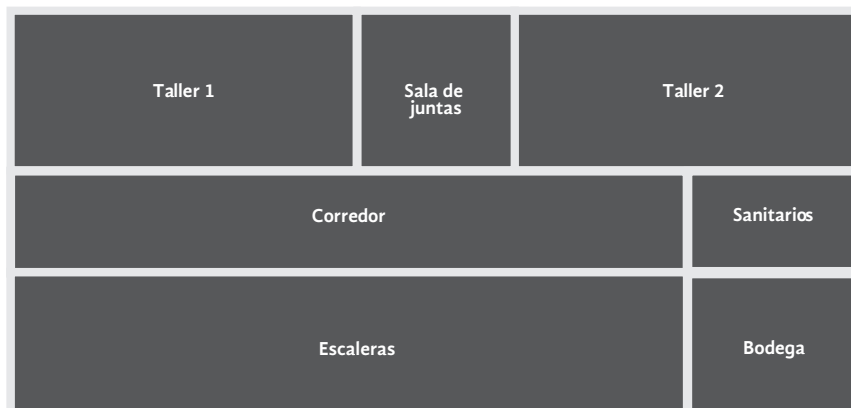 Taller 1
Sala de
juntas
Taller 2
Corredor
Sanitarios
Escaleras
Bodega